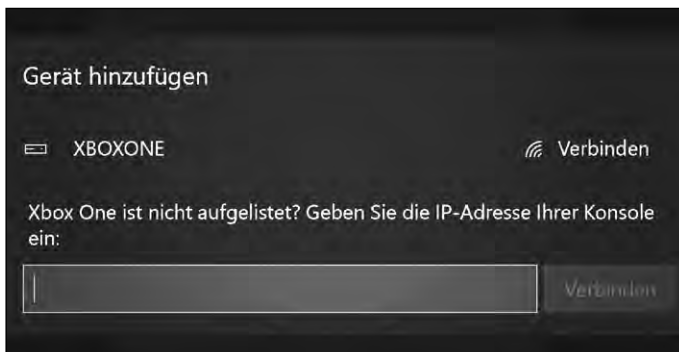 Gerät hinzufügen
XBOXONE Verbinden
Xbox One ist nicht aufgelistet? Geben Sie die IP-Adresse Ihrer Konsole
ein:
Verbinden